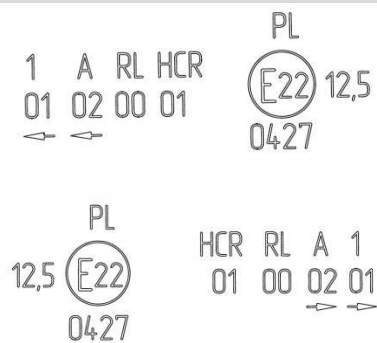 PL
1 A RL HCR
E22 12,5
01 02 00 01
0427
PL
HCR RL A 1
12,5 E22
01 00 02 01
0427